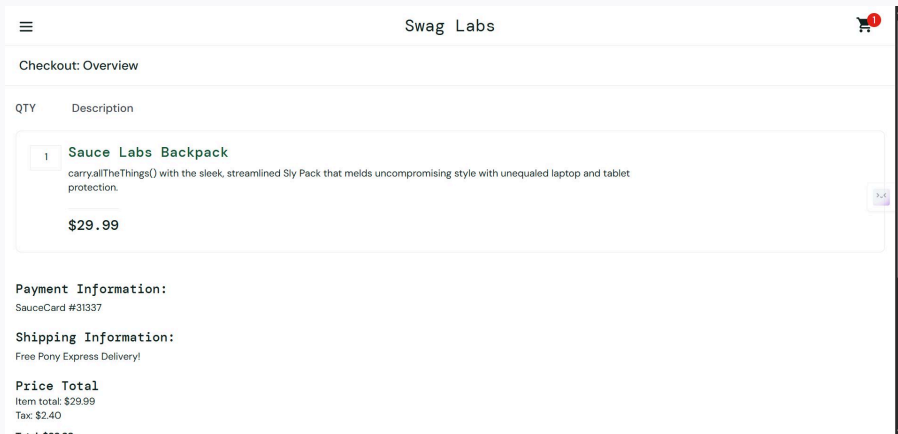 Swag Labs
1
Checkout: Overview
QTY Description
1
Sauce Labs Backpack
carry.allTheThings() with the sleek, streamlined Sly Pack that melds uncompromising style with unequaled laptop and tablet
protection.
$29.99
Payment Information:
SauceCard #31337
Shipping Information:
Free Pony Express Delivery!
Price Total
Item total: $29.99
Tax: $2.40